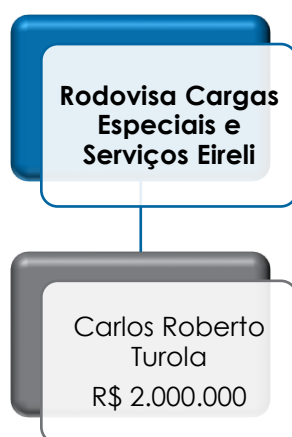 Rodovisa Cargas
Especiais e
Serviços Eireli
Carlos Roberto
Turola
R$ 2.000.000